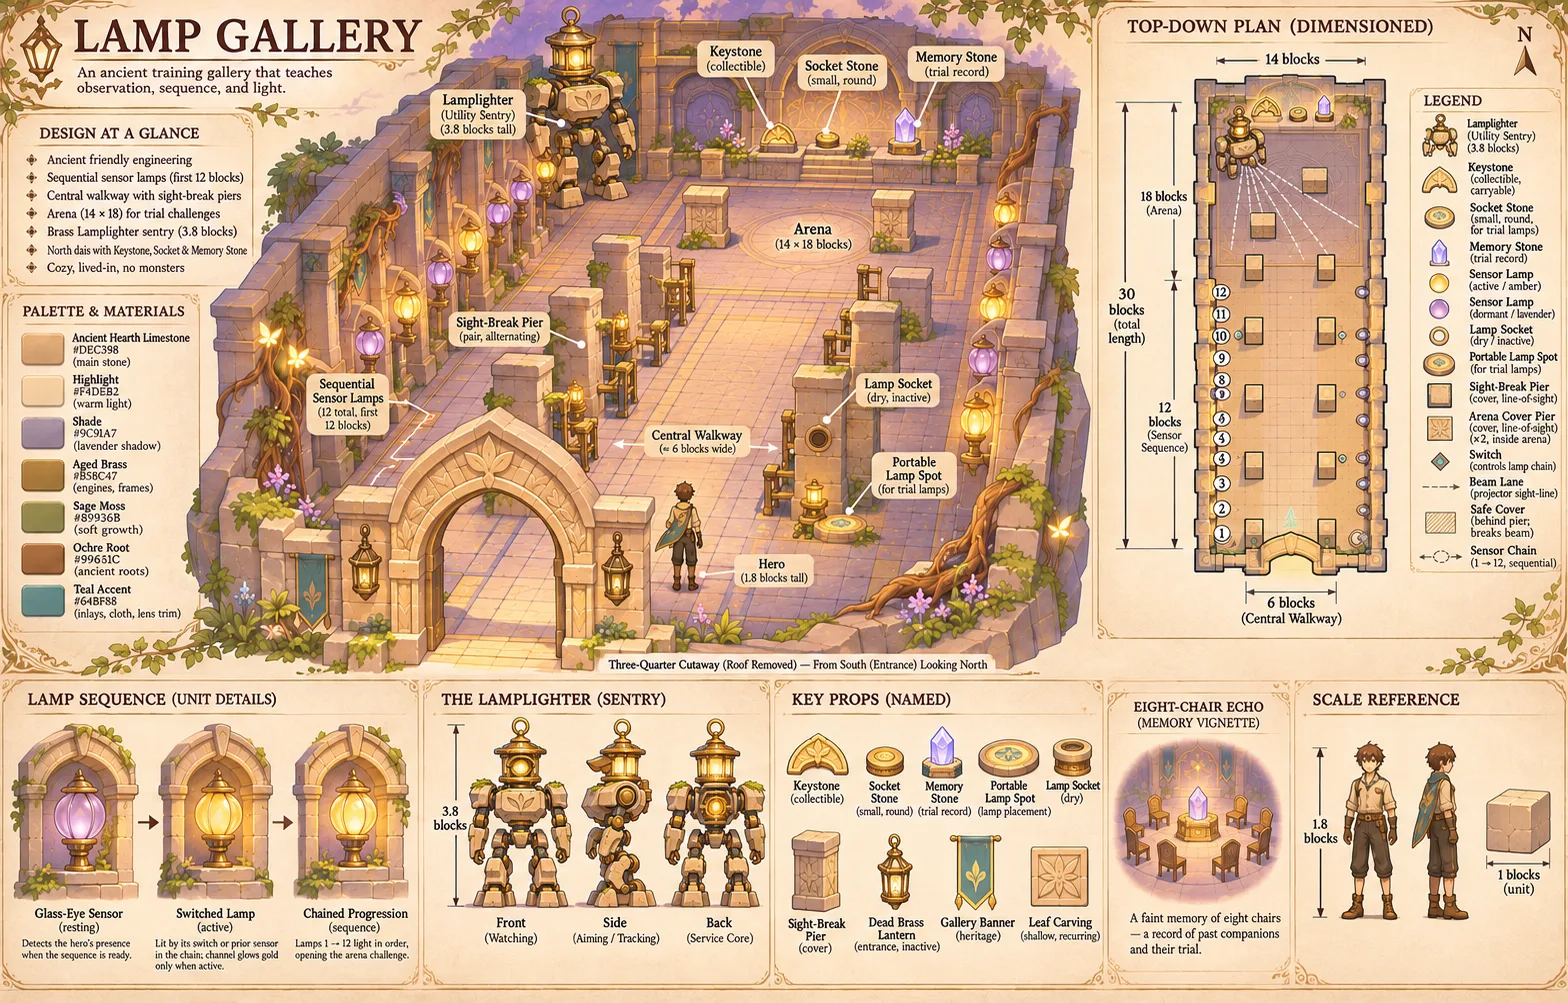 LAMP GALLERY
An ancient training gallery that teaches
observation, sequence, and light.
DESIGN AT A GLANCE
Ancient friendly engineering
Sequential sensor lamps (first 12 blocks)
Central walkway with sight-break piers
Arena (14 × 18) for trial challenges
Brass Lamplighter sentry (3.8 blocks)
North dais with Keystone, Socket & Memory Stone
Cozy, lived-in, no monsters
PALETTE & MATERIALS
Ancient Hearth Limestone
#DEC398
(main stone)
Highlight
#F4DEB2
(warm light)
Shade
#9C91A7
(lavender shadow)
Aged Brass
#B58C47
(engines, frames)
Sage Moss
#89936B
(soft growth)
Ochre Root
#99651C
(ancient roots)
Teal Accent
#64BF88
(inlays, cloth, lens trim)
Lamplighter
(Utility Sentry)
(3.8 blocks tall)
Keystone
(collectible)
Socket Stone
(small, round)
Memory Stone
(trial record)
Arena
(14 × 18 blocks)
Sight-Break Pier
(pair, allternating)
Sequential
Sensor Lamps
(12 total, first
12 blocks)
Lamp Socket
(dry, inactive)
Central Walkway
(≈ 6 blocks wide)
Portable
Lamp Spot
(for trial lamps)
Hero
(1.8 blocks tall)
Three-Quarter Cutaway (Roof Removed) — From South (Entrance) Looking North
TOP-DOWN PLAN (DIMENSIONED)
N
14 blocks
18 blocks
(Arena)
30
blocks
(total
length)
12
blocks
(Sensor
Sequence)
12
11
10
9
8
6
4
3
2
1
6 blocks
(Central Walkway)
LEGEND
Lamplighter
(Utility Sentry)
(3.8 blocks)
Keystone
(collectible,
carryable)
Socket Stone
(small, round,
for trial lamps)
Memory Stone
(trial record)
Sensor Lamp
(active / amber)
Sensor Lamp
(dormant / lavender)
Lamp Socket
(dry / inactive)
Portable Lamp Spot
(for trial lamps)
Sight-Break Pier
(cover, line-of-sight)
Arena Cover Pier
(cover, line-of-sight)
(×2, inside arena)
Switch
(controls lamp chain)
Beam Lane
(projector sight-line)
Safe Cover
(behind pier;
breaks beam)
Sensor Chain
(1 → 12, sequential)
LAMP SEQUENCE (UNIT DETAILS)
Glass-Eye Sensor
(resting)
Detects the hero's presence
when the sequence is ready.
Switched Lamp
(active)
Lit by its switch or prior sensor
in the chain; channel glows gold
only when active.
Chained Progression
(sequence)
Lamps 1 → 12 light in order,
opening the arena challenge.
THE LAMPLIGHTER (SENTRY)
3.8
blocks
Front
(Watching)
Side
(Aiming / Tracking)
Back
(Service Core)
KEY PROPS (NAMED)
Keystone
(collectible)
Socket
Stone
(small, round)
Memory
Stone
(trial record)
Portable
Lamp Spot
(lamp placement)
Lamp Socket
(dry)
Sight-Break
Pier
(cover)
Dead Brass
Lantern
(entrance, inactive)
Gallery Banner
(heritage)
Leaf Carving
(shallow, recurring)
EIGHT-CHAIR ECHO
(MEMORY VIGNETTE)
A faint memory of eight chairs
— a record of past companions
and their trial.
SCALE REFERENCE
1.8
blocks
1 blocks
(unit)